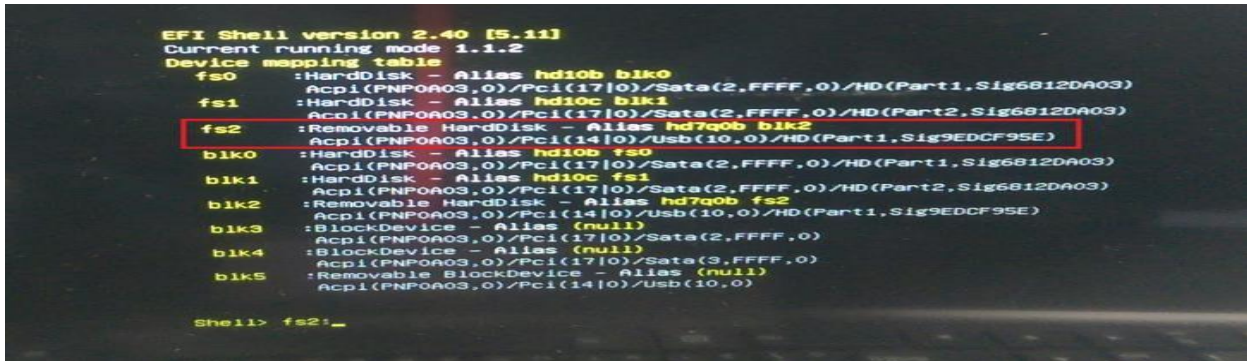 EFI Shell version 2.40 [5.11]
Current running mode 1.1.2
Device mapping table
fs0 :HardDisk - Alias hd10b blk0
Acpi(PNP0A03,0)/Pci(17|0)/Sata(2,FFFF,0)/HD(Part1,Sig6812DA03)
fs1 :HardDisk - Alias hd10c blk1
Acpi(PNP0A03,0)/Pci(17|0)/Sata(2,FFFF,0)/HD(Part2,Sig6812DA03)
fs2 :Removable HardDisk - Alias hd7q0b blk2
Acpi(PNP0A03,0)/Pci(14|0)/Usb(10,0)/HD(Part1,Sig9EDCF95E)
blk0 :HardDisk - Alias hd10b fs0
Acpi(PNP0A03,0)/Pci(17|0)/Sata(2,FFFF,0)/HD(Part1,Sig6812DA03)
blk1 :HardDisk - Alias hd10c fs1
Acpi(PNP0A03,0)/Pci(17|0)/Sata(2,FFFF,0)/HD(Part2,Sig6812DA03)
blk2 :Removable HardDisk - Alias hd7q0b fs2
Acpi(PNP0A03,0)/Pci(14|0)/Usb(10,0)/HD(Part1,Sig9EDCF95E)
blk3 :BlockDevice - Alias (null)
Acpi(PNP0A03,0)/Pci(17|0)/Sata(2,FFFF,0)
blk4 :BlockDevice - Alias (null)
Acpi(PNP0A03,0)/Pci(17|0)/Sata(3,FFFF,0)
blk5 :Removable BlockDevice - Alias (null)
Acpi(PNP0A03,0)/Pci(14|0)/Usb(10,0)
Shell> fs2:_